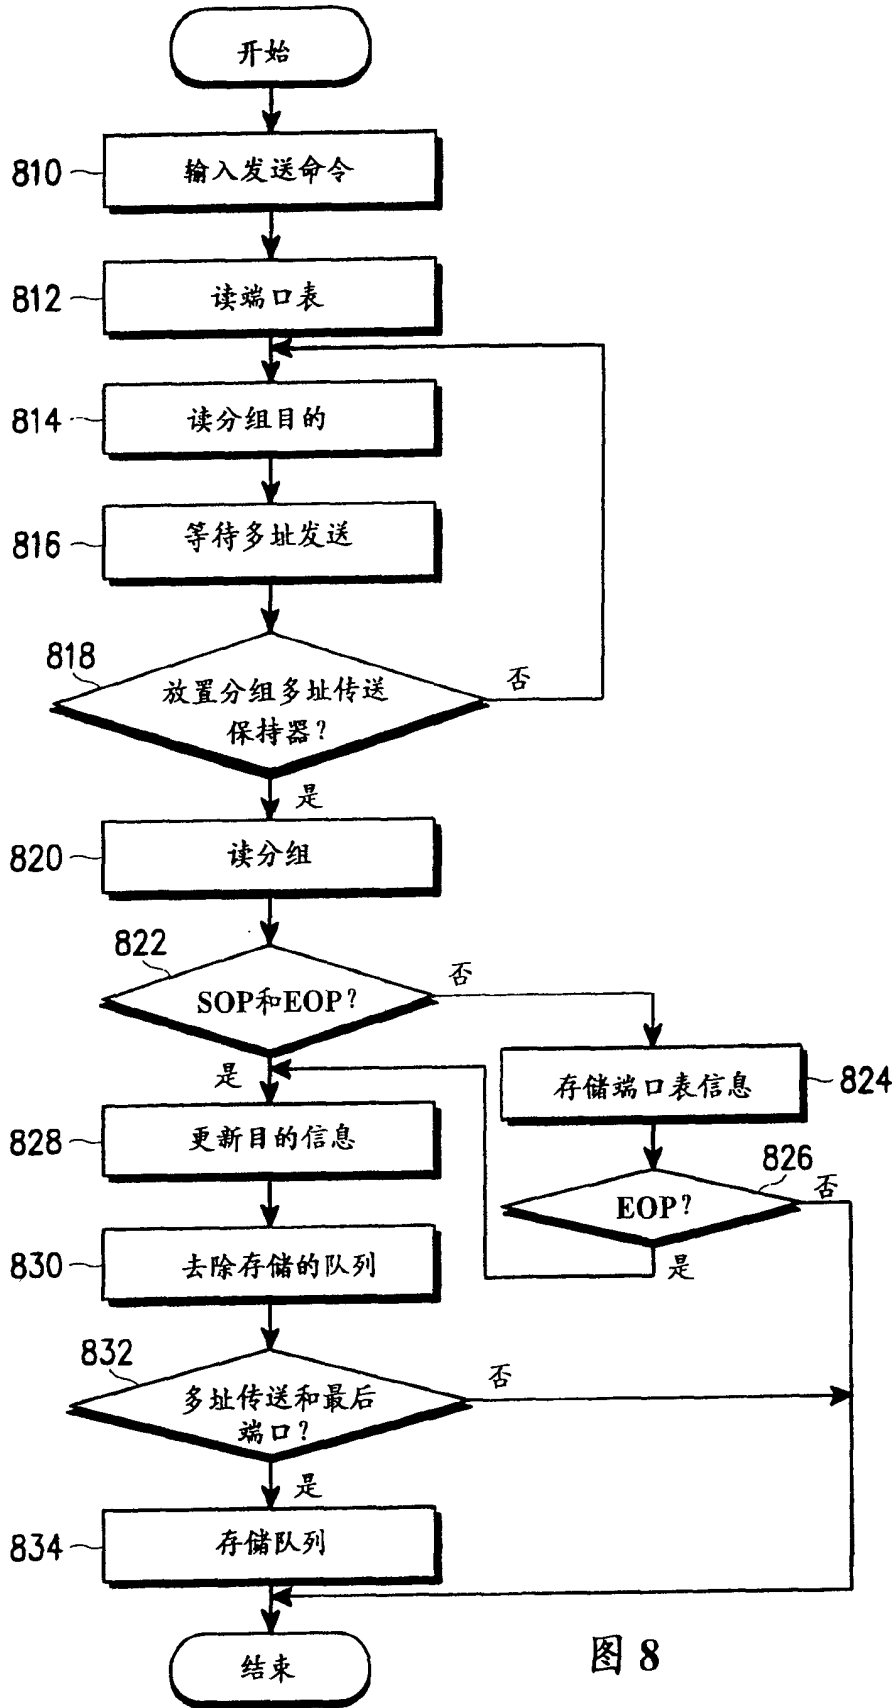 开始
810
输入发送命令
812
读端口表
814
读分组目的
816
等待多址发送
818
放置分组多址传送
保持器?
否
是
820
读分组
822
SOP和EOP?
否
是
824
存储端口表信息
826
EOP?
否
是
828
更新目的信息
830
去除存储的队列
832
多址传送和最后
端口?
否
是
834
存储队列
结束
图 8